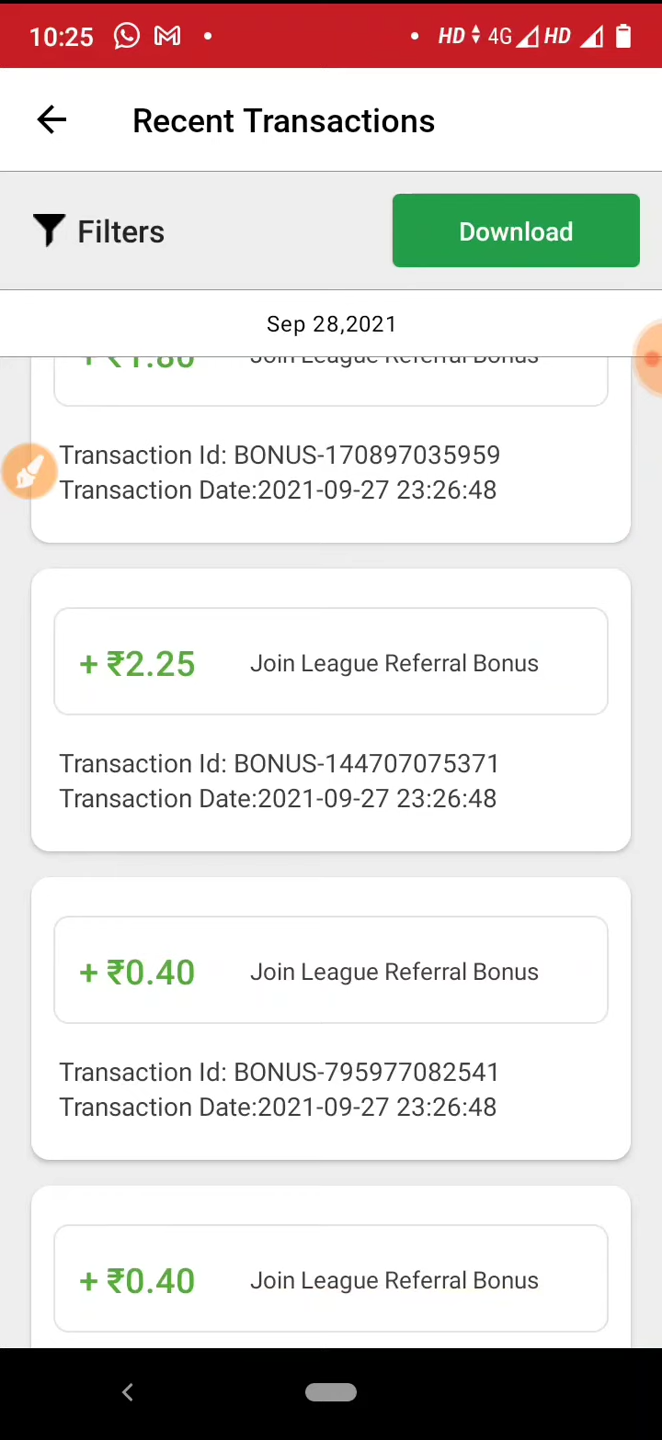 10:25 HD 4G HD
Recent Transactions
Filters
Download
Sep 28,2021
+ ₹1.80 Join League Referral Bonus
Transaction Id: BONUS-170897035959
Transaction Date:2021-09-27 23:26:48
+ ₹2.25 Join League Referral Bonus
Transaction Id: BONUS-144707075371
Transaction Date:2021-09-27 23:26:48
+ ₹0.40 Join League Referral Bonus
Transaction Id: BONUS-795977082541
Transaction Date:2021-09-27 23:26:48
+ ₹0.40 Join League Referral Bonus